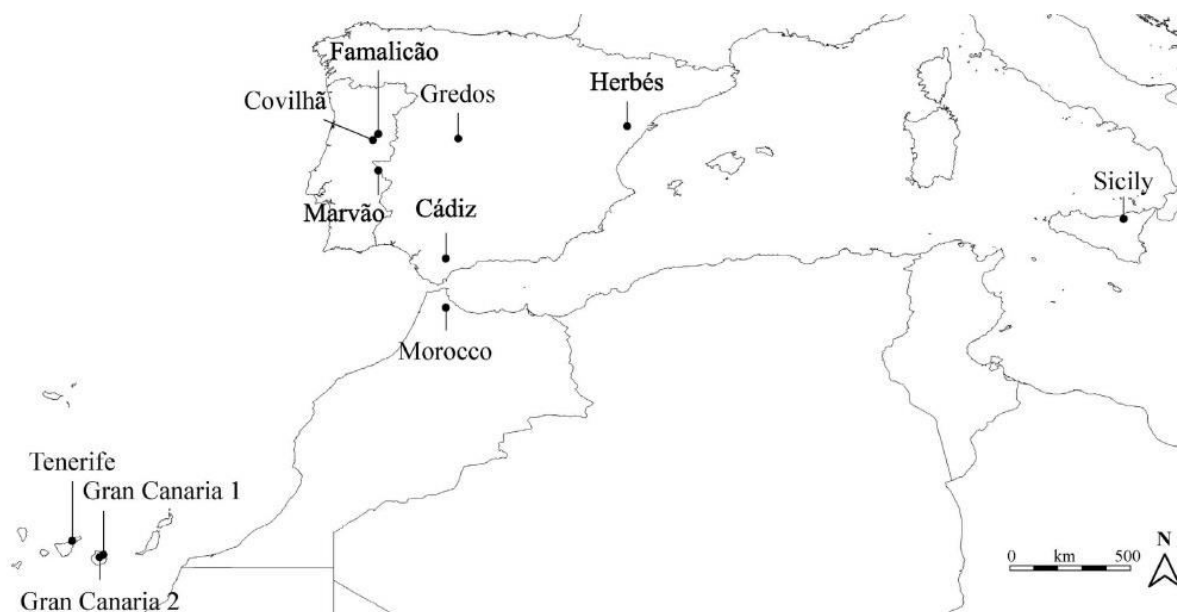 Famalicão
Covilhã
Gredos
Herbés
Sicily
Marvão
Cádiz
Morocco
Tenerife
Gran Canaria 1
N
0 km 500
Gran Canaria 2